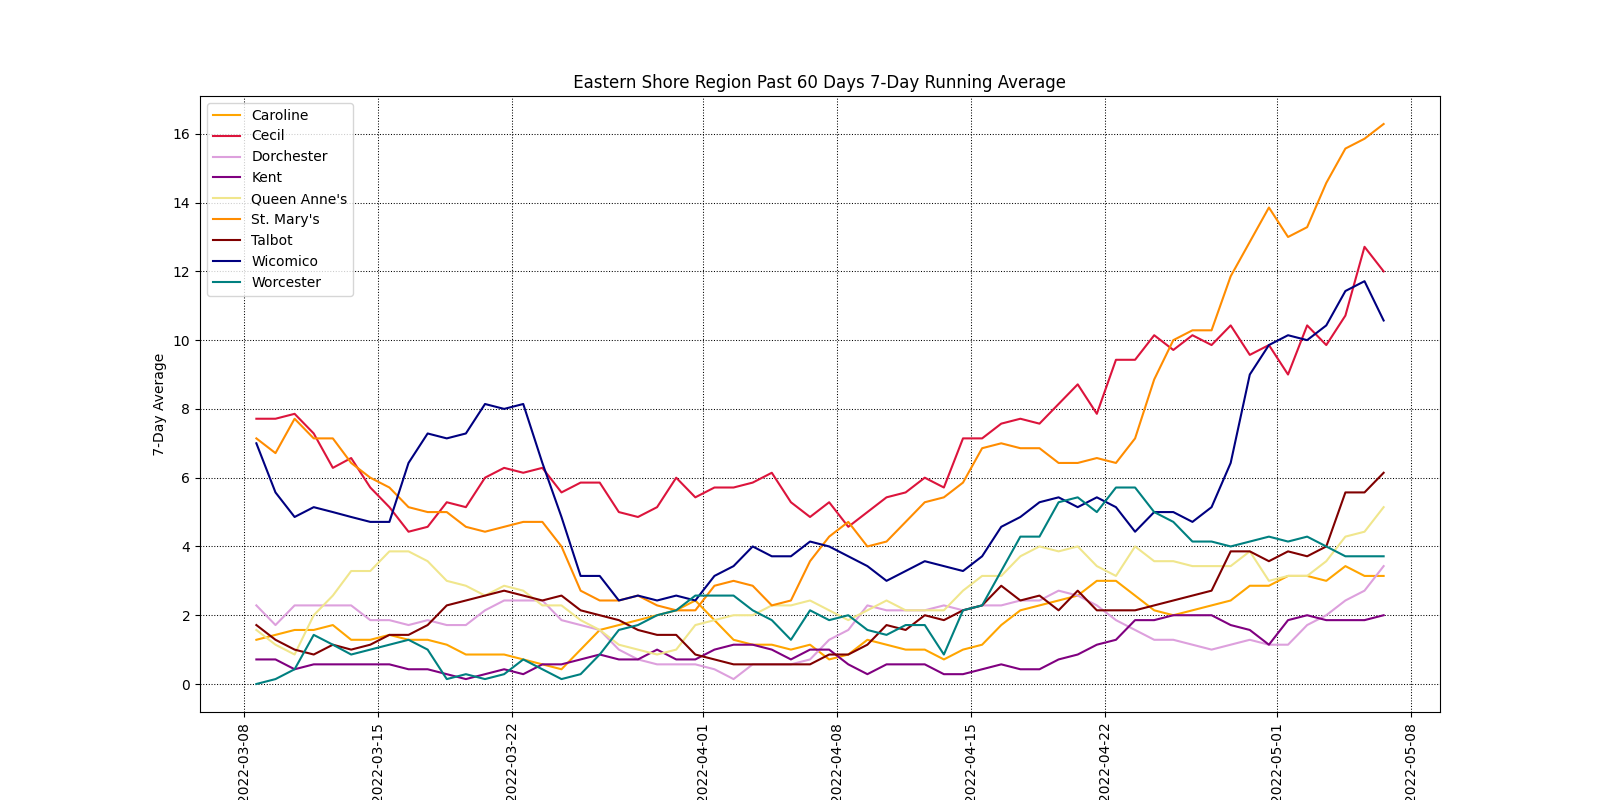 Eastern Shore Region Past 60 Days 7-Day Running Average
7-Day Average
16
14
12
10
8
6
4
2
0
Caroline
Cecil
Dorchester
Kent
Queen Anne's
St. Mary's
Talbot
Wicomico
Worcester
2022-03-08
2022-03-15
2022-03-22
2022-04-01
2022-04-08
2022-04-15
2022-04-22
2022-05-01
2022-05-08